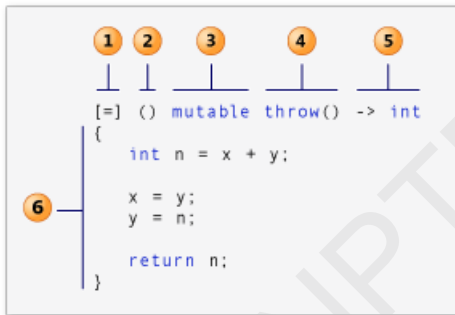 1 2 3 4 5
[=] () mutable throw() -> int
{
int n = x + y;
x = y;
y = n;
6
return n;
}